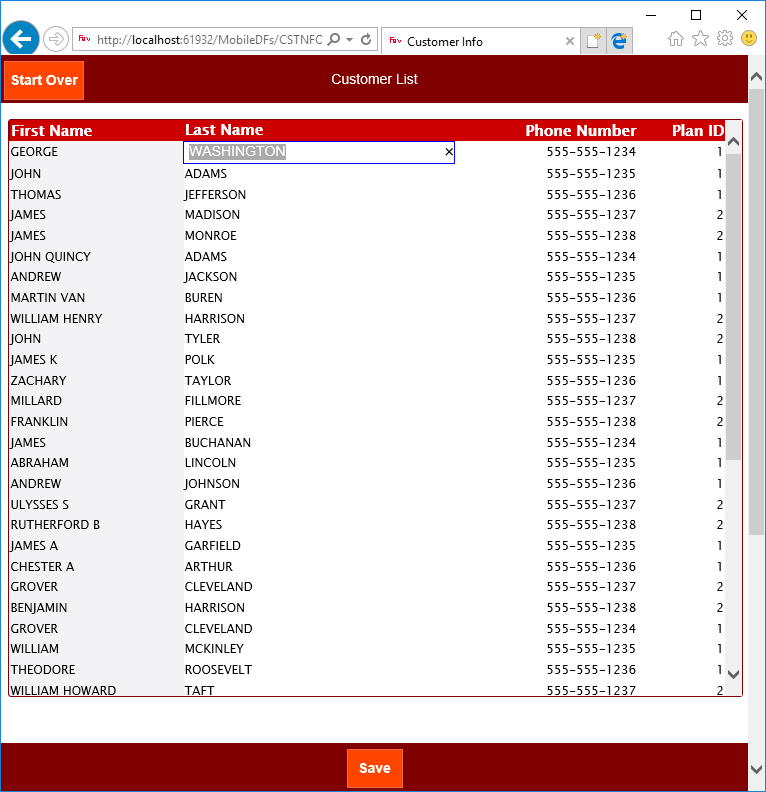 http://localhost:61932/MobileDFs/CSTNFO
Customer Info
Start Over
Customer List
First Name Last Name Phone Number Plan ID
GEORGE WASHINGTON 555-555-1234 1
JOHN ADAMS 555-555-1235 1
THOMAS JEFFERSON 555-555-1236 1
JAMES MADISON 555-555-1237 2
JAMES MONROE 555-555-1238 2
JOHN QUINCY ADAMS 555-555-1234 1
ANDREW JACKSON 555-555-1235 1
MARTIN VAN BUREN 555-555-1236 1
WILLIAM HENRY HARRISON 555-555-1237 2
JOHN TYLER 555-555-1238 2
JAMES K POLK 555-555-1235 1
ZACHARY TAYLOR 555-555-1236 1
MILLARD FILLMORE 555-555-1237 2
FRANKLIN PIERCE 555-555-1238 2
JAMES BUCHANAN 555-555-1234 1
ABRAHAM LINCOLN 555-555-1235 1
ANDREW JOHNSON 555-555-1236 1
ULYSSES S GRANT 555-555-1237 2
RUTHERFORD B HAYES 555-555-1238 2
JAMES A GARFIELD 555-555-1235 1
CHESTER A ARTHUR 555-555-1236 1
GROVER CLEVELAND 555-555-1237 2
BENJAMIN HARRISON 555-555-1238 2
GROVER CLEVELAND 555-555-1234 1
WILLIAM MCKINLEY 555-555-1235 1
THEODORE ROOSEVELT 555-555-1236 1
WILLIAM HOWARD TAFT 555-555-1237 2
Save